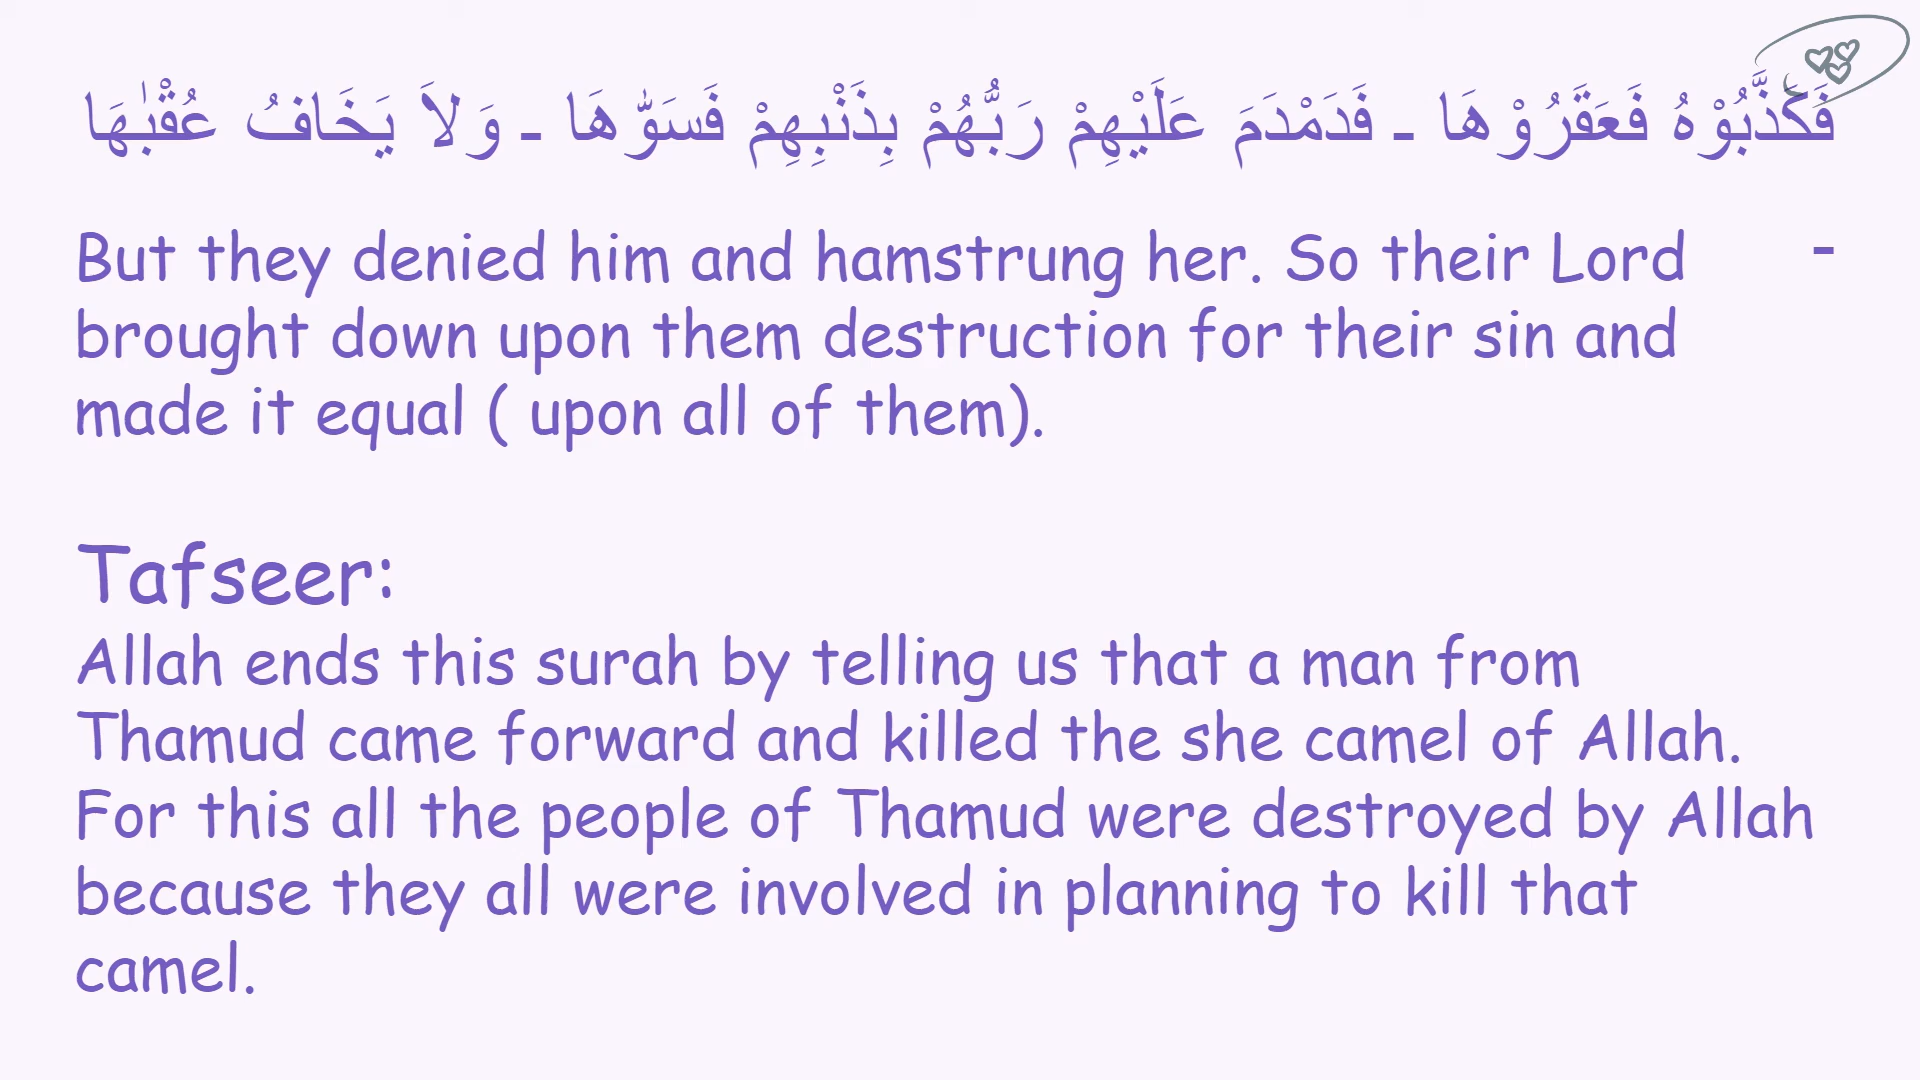 فَكَذَّبُوْهُ فَعَقَرُوْهَا ـ فَدَمْدَمَ عَلَيْهِمْ رَبُّهُمْ بِذَنْبِهِمْ فَسَوّٰهَا ـ وَلاَ يَخَافُ عُقْبٰهَا
-
But they denied him and hamstrung her. So their Lord
brought down upon them destruction for their sin and
made it equal ( upon all of them).
Tafseer:
Allah ends this surah by telling us that a man from
Thamud came forward and killed the she camel of Allah.
For this all the people of Thamud were destroyed by Allah
because they all were involved in planning to kill that
camel.